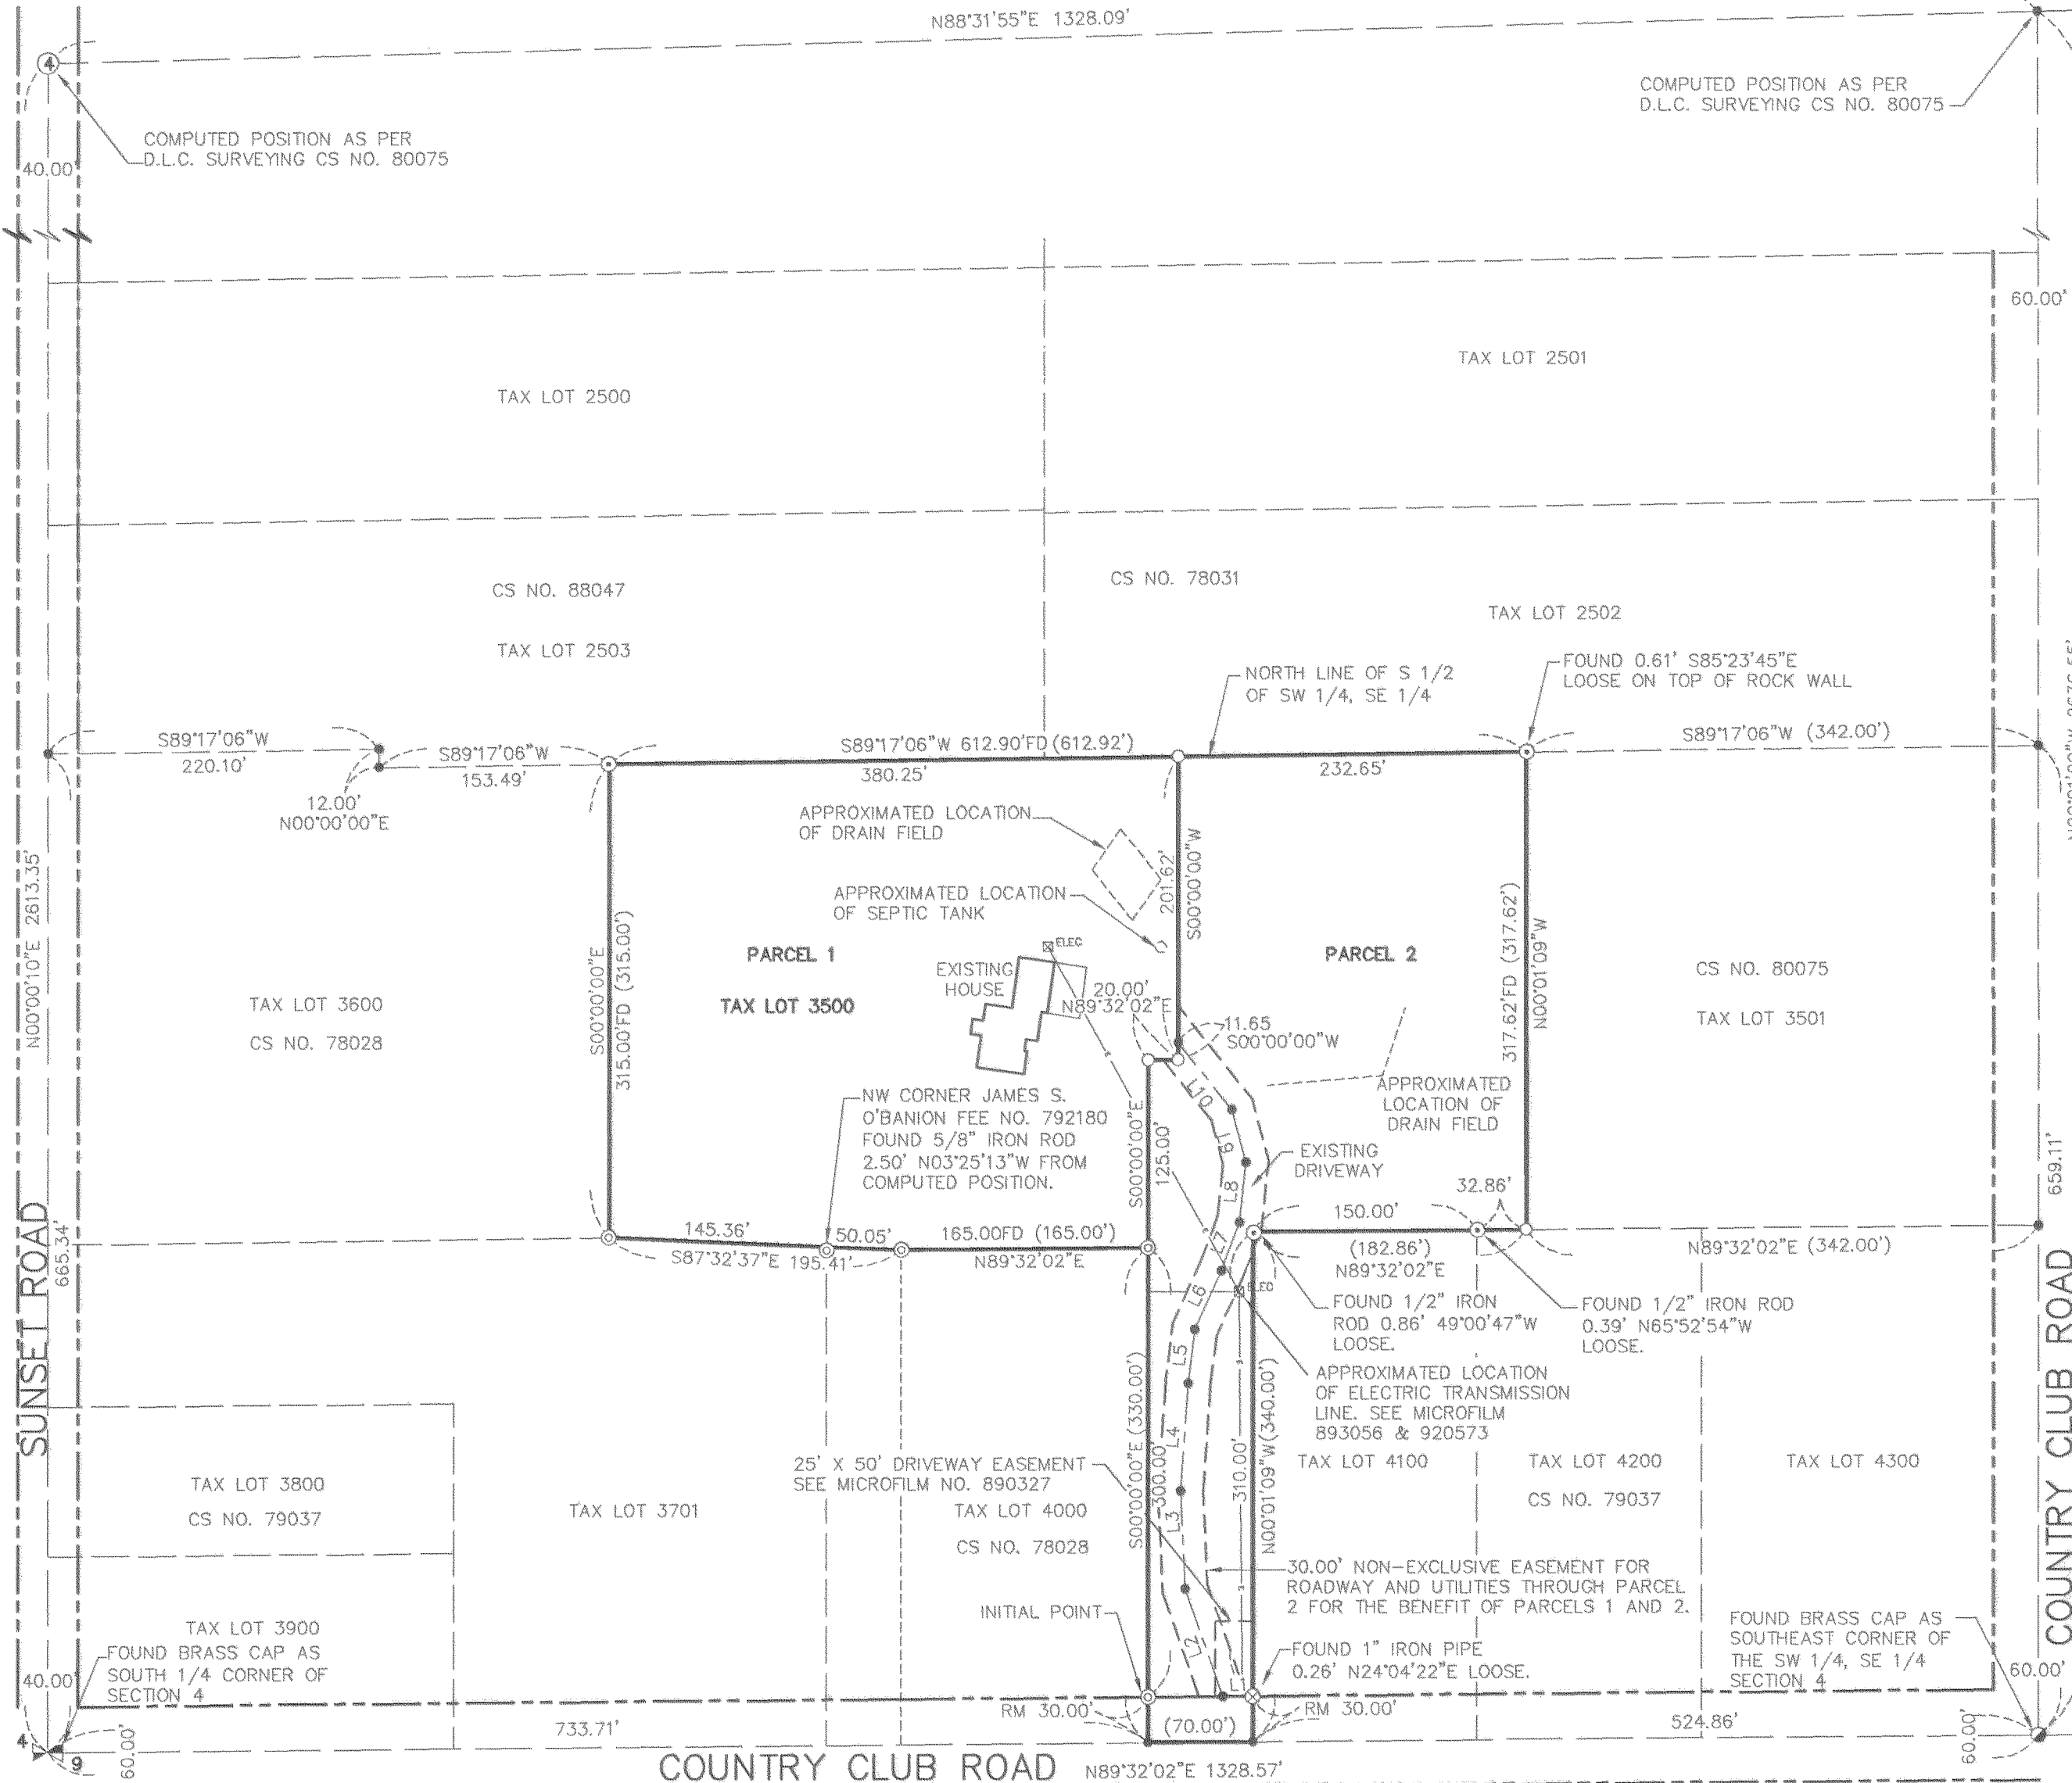 N88°31'55"E 1328.09'
4
COMPUTED POSITION AS PER
D.L.C. SURVEYING CS NO. 80075
COMPUTED POSITION AS PER
D.L.C. SURVEYING CS NO. 80075
40.00'
60.00'
TAX LOT 2500
TAX LOT 2501
CS NO. 88047
TAX LOT 2503
CS NO. 78031
TAX LOT 2502
NORTH LINE OF S 1/2
OF SW 1/4, SE 1/4
FOUND 0.61' S85°23'45"E
LOOSE ON TOP OF ROCK WALL
S89°17'06"W
220.10'
S89°17'06"W
153.49'
12.00'
N00°00'00"E
S89°17'06"W 612.90'FD (612.92')
380.25'
232.65'
S89°17'06"W (342.00')
APPROXIMATED LOCATION
OF DRAIN FIELD
APPROXIMATED LOCATION
OF SEPTIC TANK
201.62'
S00°00'00"W
N00°00'10"E 2613.35'
S00°00'00"E
315.00'FD (315.00')
PARCEL 1
TAX LOT 3500
EXISTING
HOUSE
ELEC
20.00'
N89°32'02"E
11.65
S00°00'00"W
PARCEL 2
317.62'FD (317.62')
N00°01'09"W
CS NO. 80075
TAX LOT 3501
TAX LOT 3600
CS NO. 78028
NW CORNER JAMES S.
O'BANION FEE NO. 792180
FOUND 5/8" IRON ROD
2.50' N03°25'13"W FROM
COMPUTED POSITION.
S00°00'00"E
125.00'
L10
L9
L8
L7
L6
L5
L4
L3
L2
L1
APPROXIMATED
LOCATION OF
DRAIN FIELD
EXISTING
DRIVEWAY
32.86'
150.00'
(182.86')
N89°32'02"E
N89°32'02"E (342.00')
659.11'
145.36'
50.05'
S87°32'37"E 195.41'
165.00FD (165.00')
N89°32'02"E
ELEC
FOUND 1/2" IRON
ROD 0.86' 49°00'47"W
LOOSE.
FOUND 1/2" IRON ROD
0.39' N65°52'54"W
LOOSE.
APPROXIMATED LOCATION
OF ELECTRIC TRANSMISSION
LINE. SEE MICROFILM
893056 & 920573
SUNSET ROAD
665.34'
COUNTRY CLUB ROAD
S00°00'00"E (330.00')
300.00'
310.00'
N00°01'09"W (340.00')
25' X 50' DRIVEWAY EASEMENT
SEE MICROFILM NO. 890327
TAX LOT 4000
CS NO. 78028
TAX LOT 4100
TAX LOT 4200
CS NO. 79037
TAX LOT 4300
TAX LOT 3800
CS NO. 79037
TAX LOT 3701
30.00' NON-EXCLUSIVE EASEMENT FOR
ROADWAY AND UTILITIES THROUGH PARCEL
2 FOR THE BENEFIT OF PARCELS 1 AND 2.
INITIAL POINT
TAX LOT 3900
FOUND BRASS CAP AS
SOUTH 1/4 CORNER OF
SECTION 4
FOUND 1" IRON PIPE
0.26' N24°04'22"E LOOSE.
FOUND BRASS CAP AS
SOUTHEAST CORNER OF
THE SW 1/4, SE 1/4
SECTION 4
40.00'
60.00'
RM 30.00'
RM 30.00'
(70.00')
733.71'
524.86'
4
9
60.00'
60.00'
COUNTRY CLUB ROAD
N89°32'02"E 1328.57'